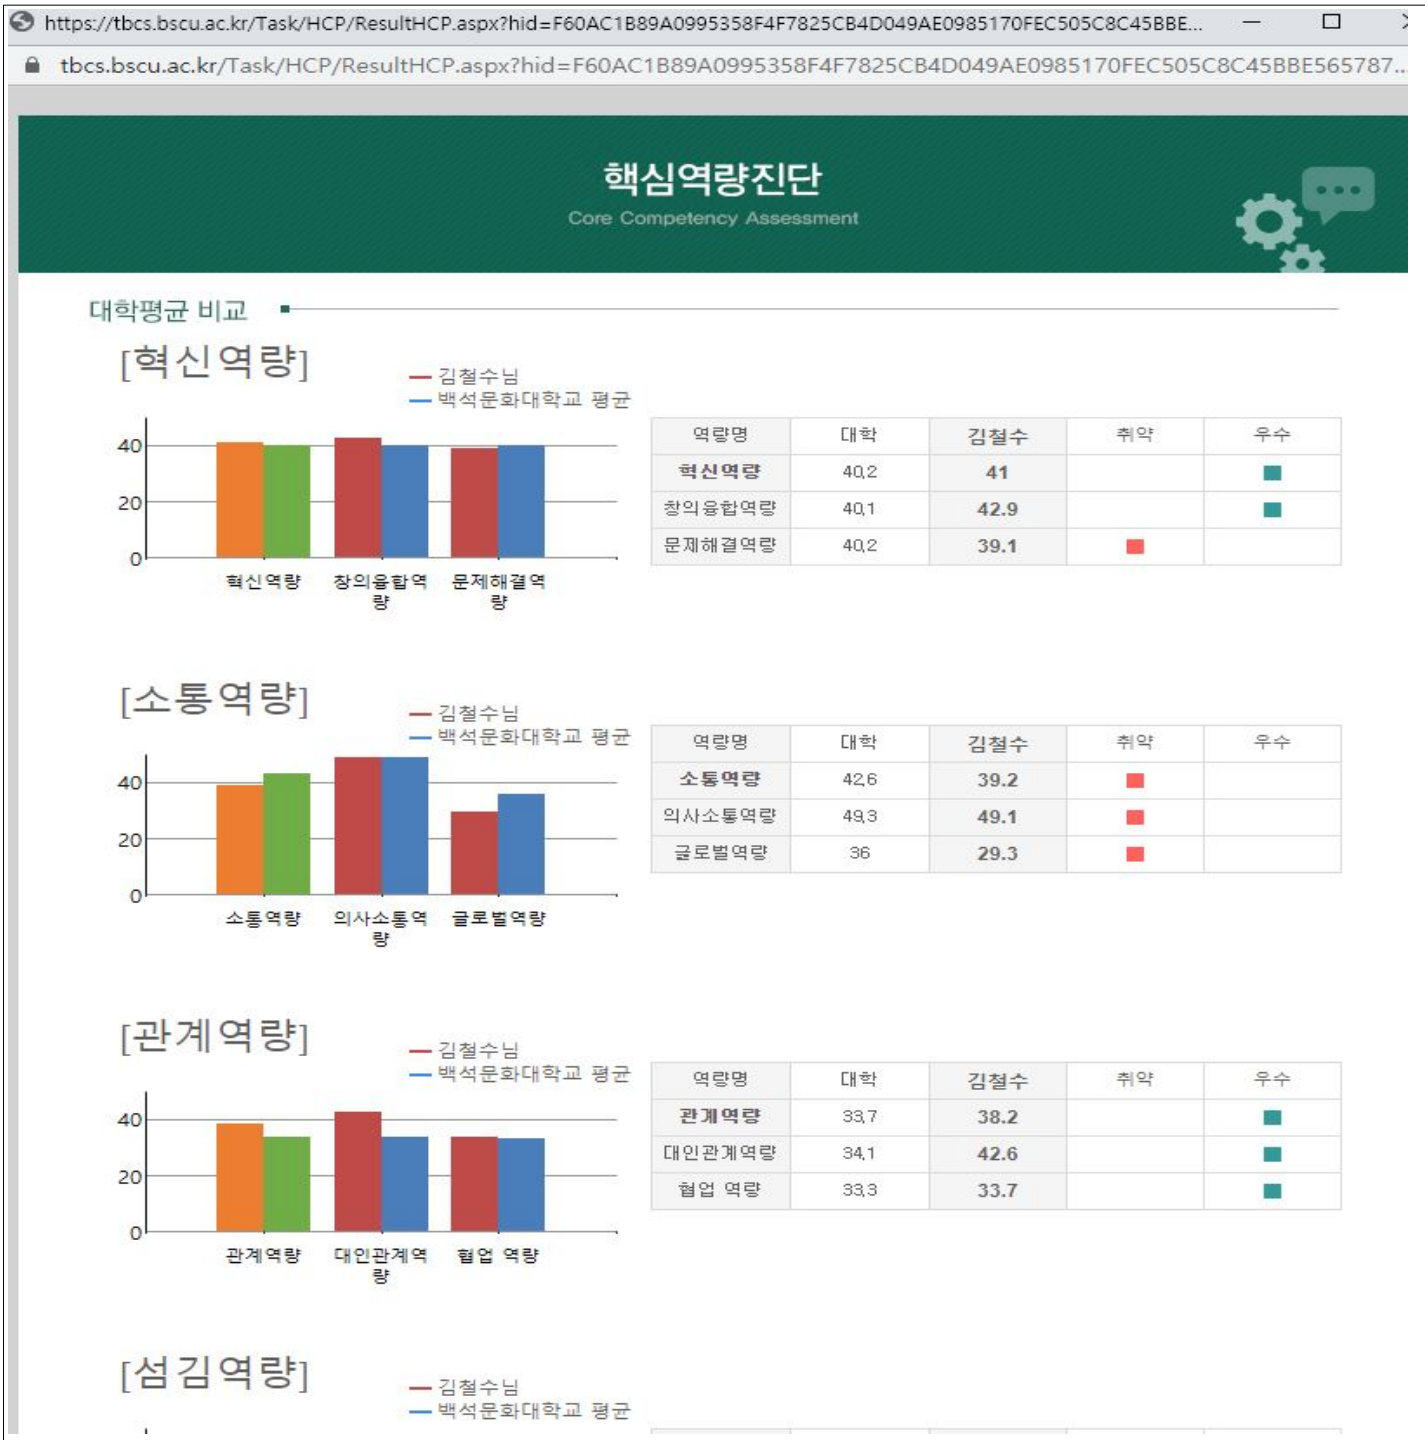 https://tbcs.bscu.ac.kr/Task/HCP/ResultHCP.aspx?hid=F60AC1B89A0995358F4F7825CB4D049AE0985170FEC505C8C45BBE...
tbcs.bscu.ac.kr/Task/HCP/ResultHCP.aspx?hid=F60AC1B89A0995358F4F7825CB4D049AE0985170FEC505C8C45BBE565787...
핵심역량진단
Core Competency Assessment
대학평균 비교
[혁신역량]
김철수님
백석문화대학교 평균
40
20
0
혁신역량 창의융합역량 문제해결역량
역량명 대학 김철수 취약 우수
혁신역량 40.2 41
창의융합역량 40.1 42.9
문제해결역량 40.2 39.1
[소통역량]
김철수님
백석문화대학교 평균
40
20
0
소통역량 의사소통역량 글로벌역량
역량명 대학 김철수 취약 우수
소통역량 42.6 39.2
의사소통역량 49.3 49.1
글로벌역량 36 29.3
[관계역량]
김철수님
백석문화대학교 평균
40
20
0
관계역량 대인관계역량 협업 역량
역량명 대학 김철수 취약 우수
관계역량 33.7 38.2
대인관계역량 34.1 42.6
협업 역량 33.3 33.7
[섬김역량]
김철수님
백석문화대학교 평균